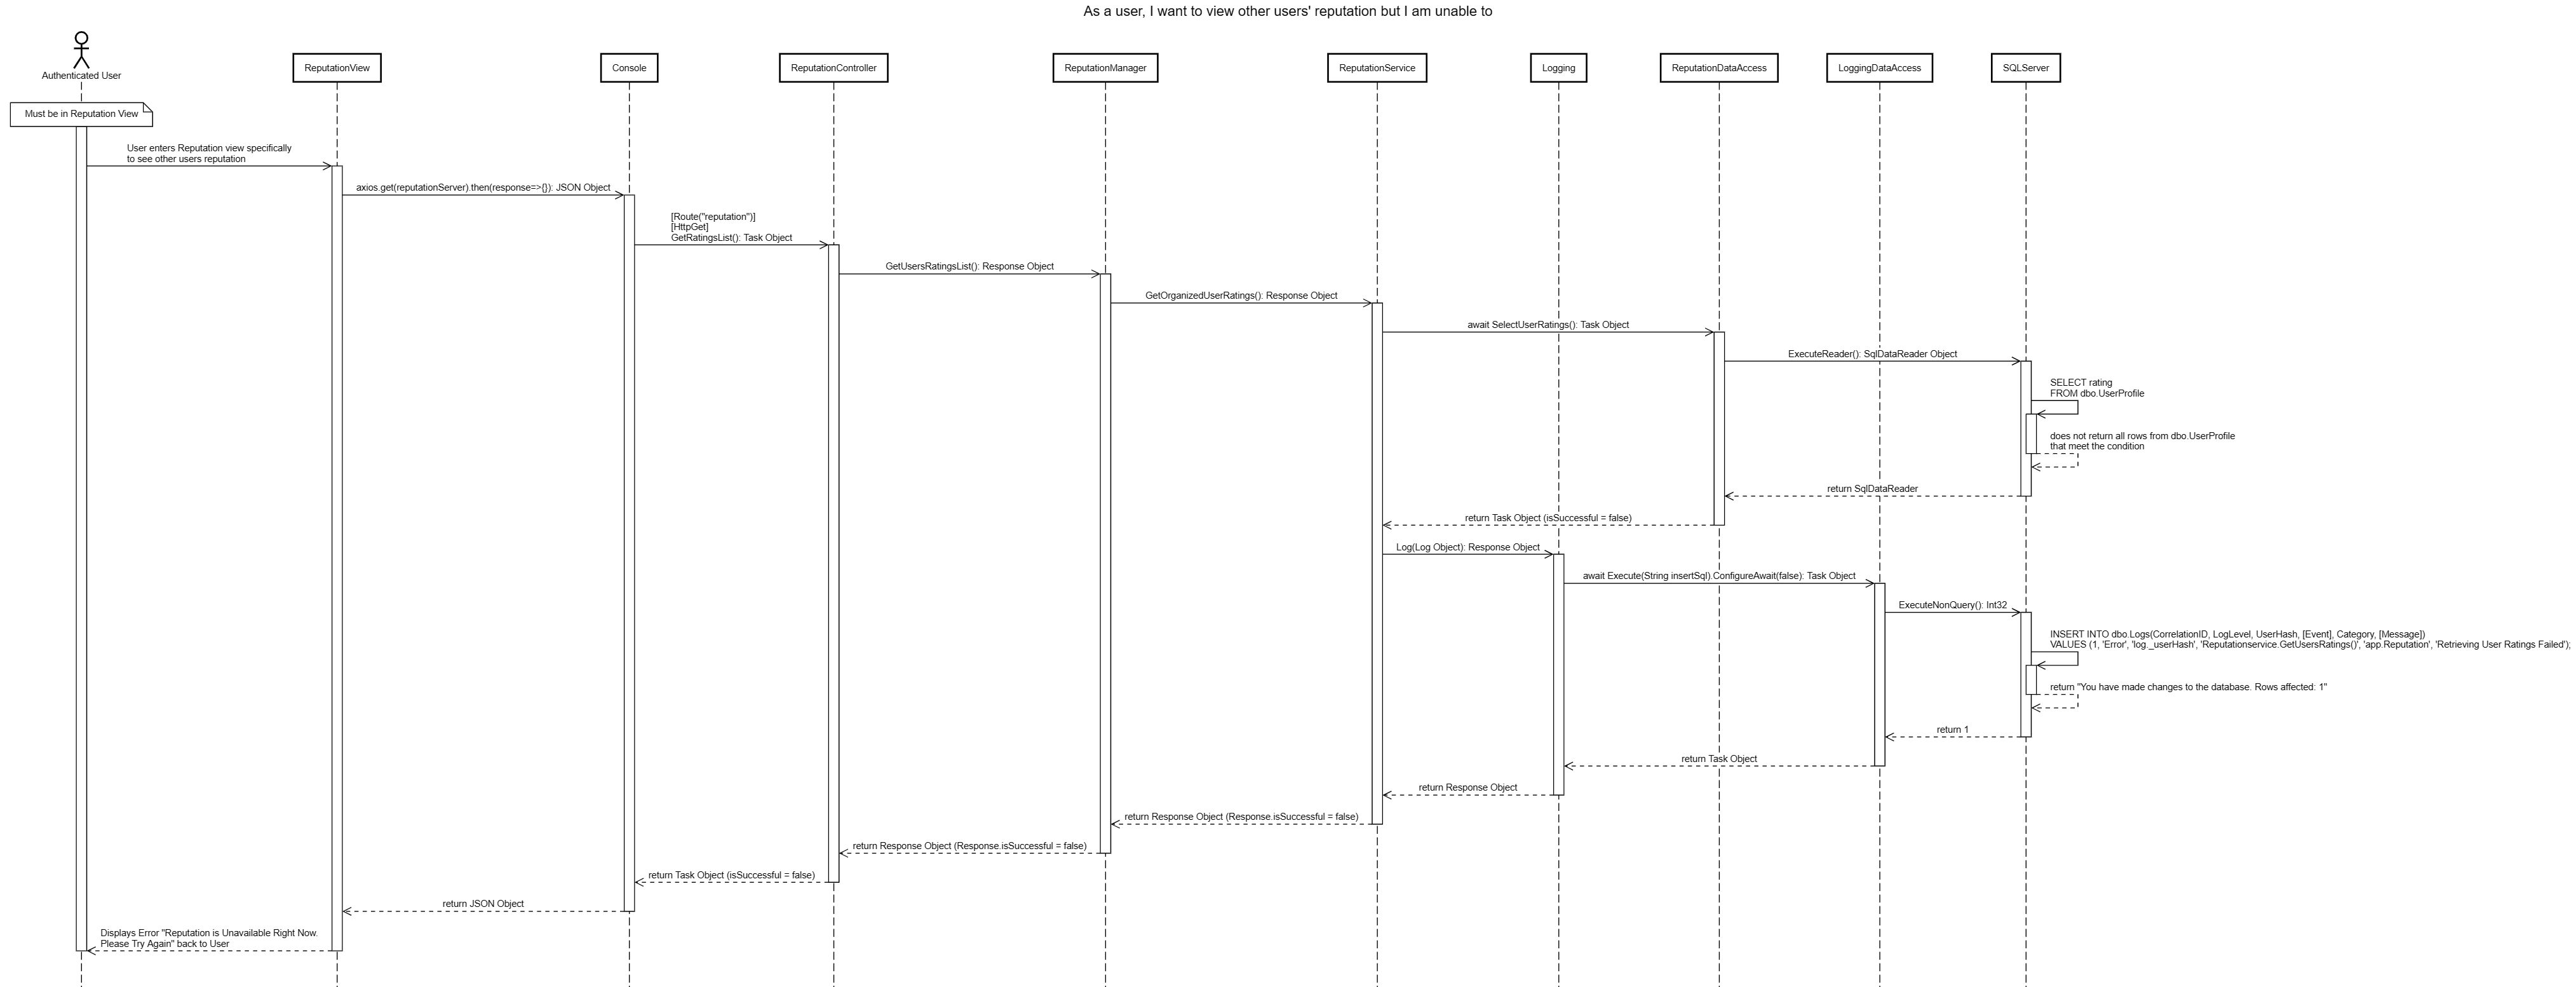 As a user, I want to view other users' reputation but I am unable to
Authenticated User
ReputationView
Console
ReputationController
ReputationManager
ReputationService
Logging
ReputationDataAccess
LoggingDataAccess
SQLServer
Must be in Reputation View
User enters Reputation view specifically
to see other users reputation
axios.get(reputationServer).then(response=>{}): JSON Object
[Route("reputation")]
[HttpGet]
GetRatingsList(): Task Object
GetUsersRatingsList(): Response Object
GetOrganizedUserRatings(): Response Object
await SelectUserRatings(): Task Object
ExecuteReader(): SqlDataReader Object
SELECT rating
FROM dbo.UserProfile
does not return all rows from dbo.UserProfile
that meet the condition
return SqlDataReader
return Task Object (isSuccessful = false)
Log(Log Object): Response Object
await Execute(String insertSql).ConfigureAwait(false): Task Object
ExecuteNonQuery(): Int32
INSERT INTO dbo.Logs(CorrelationID, LogLevel, UserHash, [Event], Category, [Message])
VALUES (1, 'Error', 'log._userHash', 'Reputationservice.GetUsersRatings()', 'app.Reputation', 'Retrieving User Ratings Failed');
return "You have made changes to the database. Rows affected: 1"
return 1
return Task Object
return Response Object
return Response Object (Response.isSuccessful = false)
return Response Object (Response.isSuccessful = false)
return Task Object (isSuccessful = false)
return JSON Object
Displays Error "Reputation is Unavailable Right Now.
Please Try Again" back to User